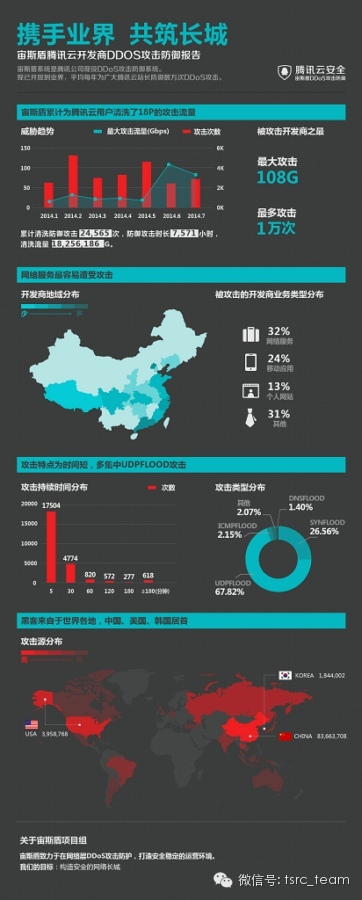 携手业界 共筑长城
宙斯盾腾讯云开发商DDOS攻击防御报告
宙斯盾系统是腾讯公司现役DDoS攻击防御系统,
现已开放到业界,平均每年为广大腾讯云站长防御数万次DDoS攻击。
腾讯云安全
宙斯盾DDoS攻击防御
宙斯盾累计为腾讯云用户清洗了18P的攻击流量
威胁趋势
最大攻击流量(Gbps) 攻击次数
被攻击开发商之最
150 100 50 0
6K 4K 2K 0
2014.1 2014.2 2014.3 2014.4 2014.5 2014.6 2014.7
最大攻击
108G
最多攻击
1万次
累计清洗防御攻击 24,565 次,防御攻击时长 7,571 小时,
清洗流量 18,256,186 G。
网络服务最容易遭受攻击
开发商地域分布
少 多
被攻击的开发商业务类型分布
32%
网络服务
24%
移动应用
13%
个人网站
31%
其他
攻击特点为时间短,多集中UDPFLOOD攻击
攻击持续时间分布
次数
20000 15000 10000 5000 0
17504 4774 820 572 277 618
5 30 60 120 180 ≥180(分钟)
攻击类型分布
其他
2.07%
DNSFLOOD
1.40%
ICMPFLOOD
2.15%
SYNFLOOD
26.56%
UDPFLOOD
67.82%
黑客来自于世界各地,中国、美国、韩国居首
攻击源分布
KOREA 1,844,002
USA 3,958,768
CHINA 83,663,708
关于宙斯盾项目组
宙斯盾致力于在网络层DDoS攻击防护,打造安全稳定的运营环境。
我们的目标:构造安全的网络长城
微信号: tsrc_team